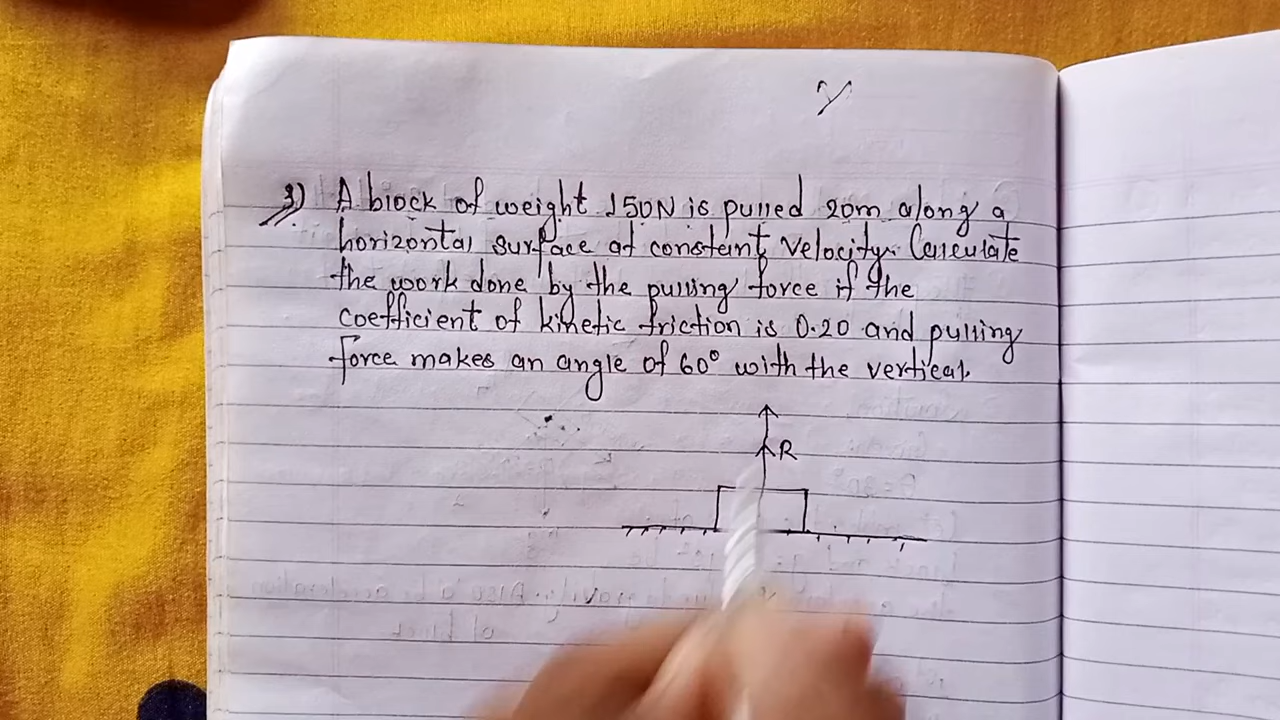 3) A block of weight 150N is pulled 20m along a
horizontal surface at constant velocity. Calculate
the work done by the pulling force if the
coefficient of kinetic friction is 0.20 and pulling
force makes an angle of 60° with the vertical.
R